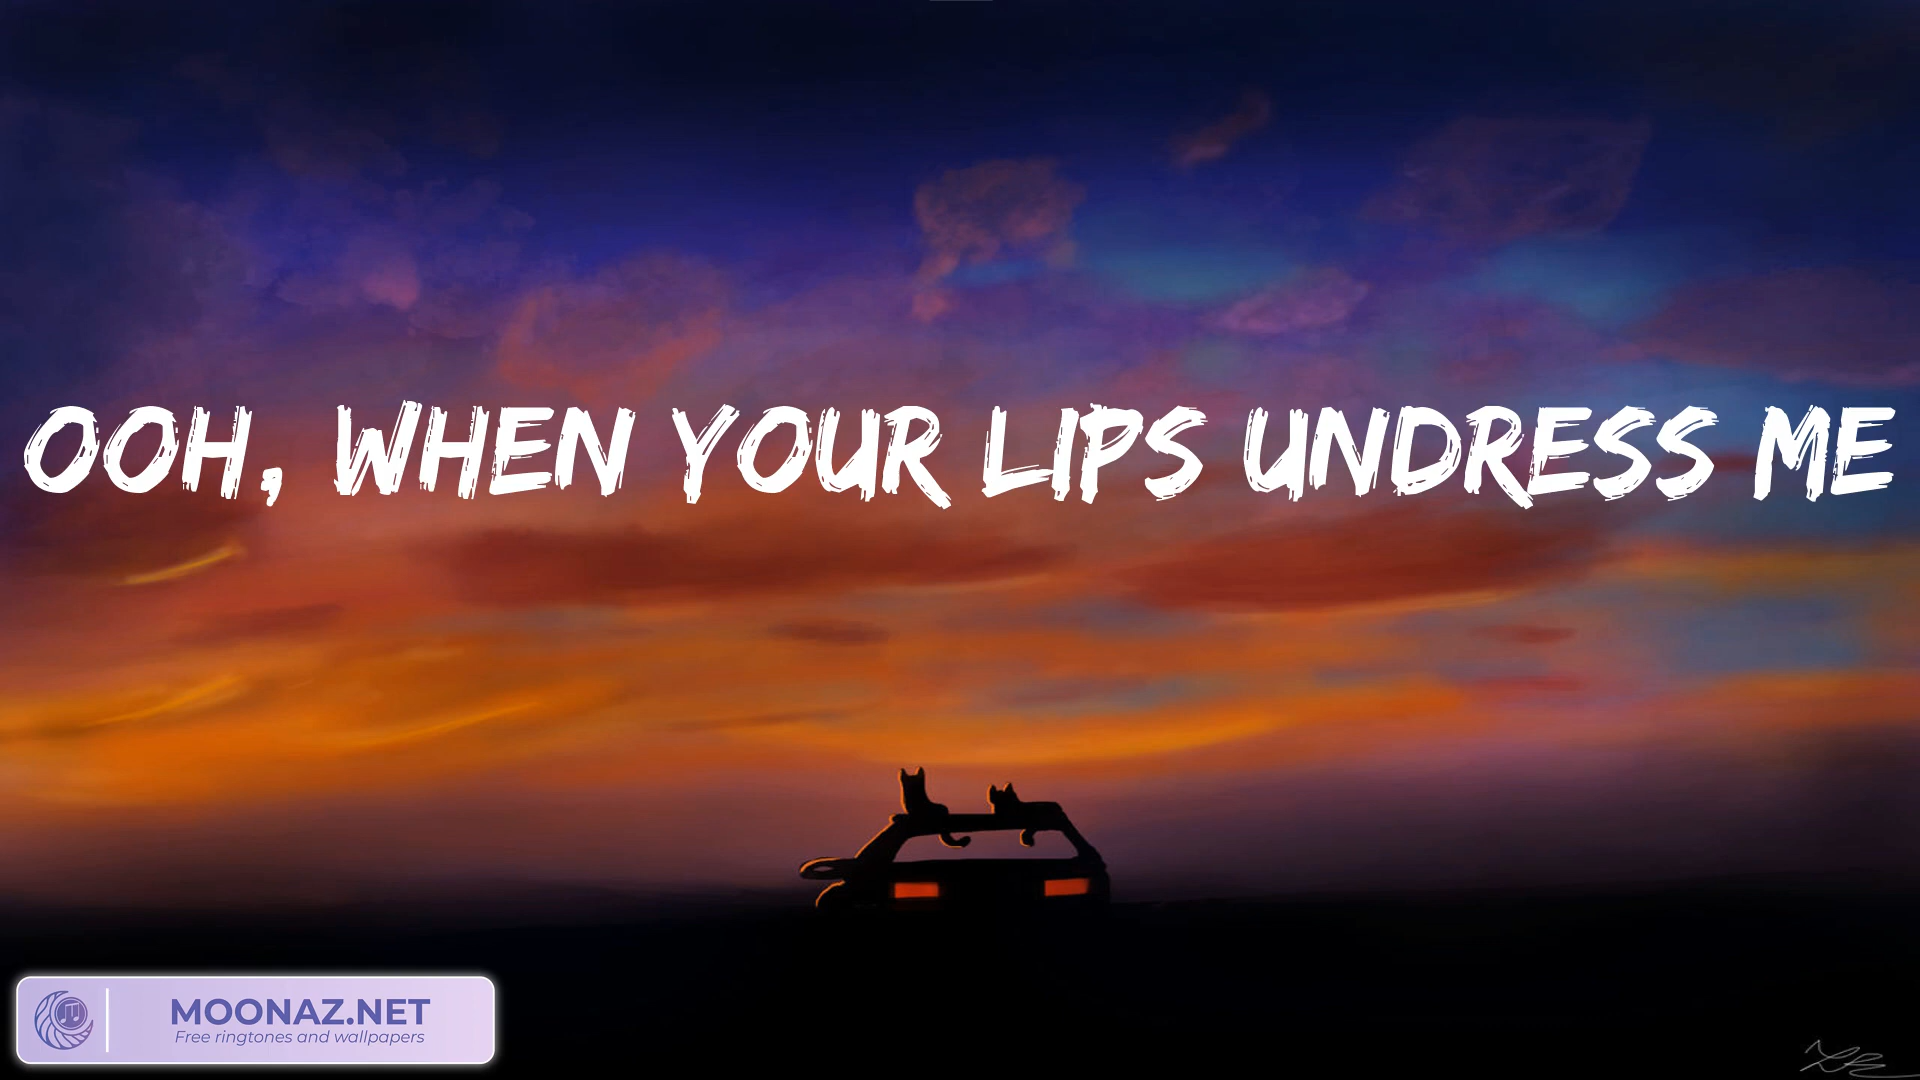 OOH, WHEN YOUR LIPS UNDRESS ME
MOONAZ.NET
Free ringtones and wallpapers